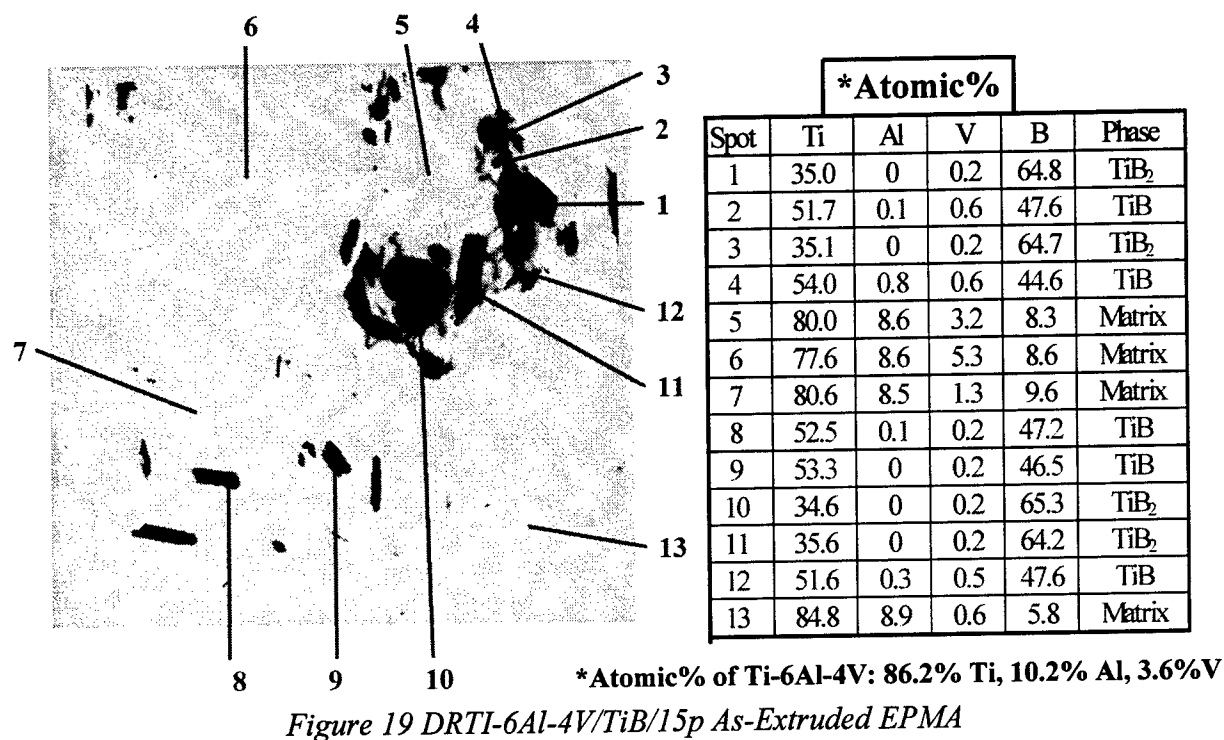 6 5 4
3
2
1
12
11
7
13
8 9 10
*Atomic%
Spot Ti Al V B Phase
1 35.0 0 0.2 64.8 TiB₂
2 51.7 0.1 0.6 47.6 TiB
3 35.1 0 0.2 64.7 TiB₂
4 54.0 0.8 0.6 44.6 TiB
5 80.0 8.6 3.2 8.3 Matrix
6 77.6 8.6 5.3 8.6 Matrix
7 80.6 8.5 1.3 9.6 Matrix
8 52.5 0.1 0.2 47.2 TiB
9 53.3 0 0.2 46.5 TiB
10 34.6 0 0.2 65.3 TiB₂
11 35.6 0 0.2 64.2 TiB₂
12 51.6 0.3 0.5 47.6 TiB
13 84.8 8.9 0.6 5.8 Matrix
*Atomic% of Ti-6Al-4V: 86.2% Ti, 10.2% Al, 3.6%V
Figure 19 DRTI-6Al-4V/TiB/15p As-Extruded EPMA